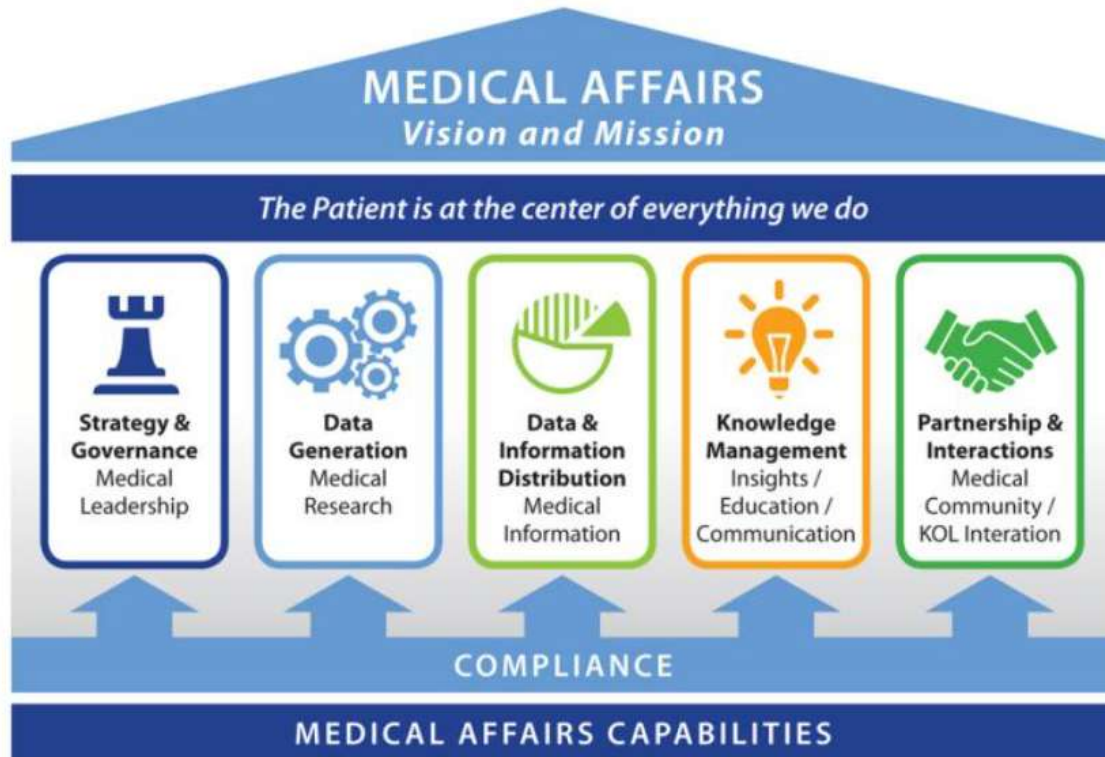 MEDICAL AFFAIRS
Vision and Mission
The Patient is at the center of everything we do
Strategy &
Governance
Medical
Leadership
Data
Generation
Medical
Research
Data &
Information
Distribution
Medical
Information
Knowledge
Management
Insights /
Education /
Communication
Partnership &
Interactions
Medical
Community /
KOL Interation
COMPLIANCE
MEDICAL AFFAIRS CAPABILITIES